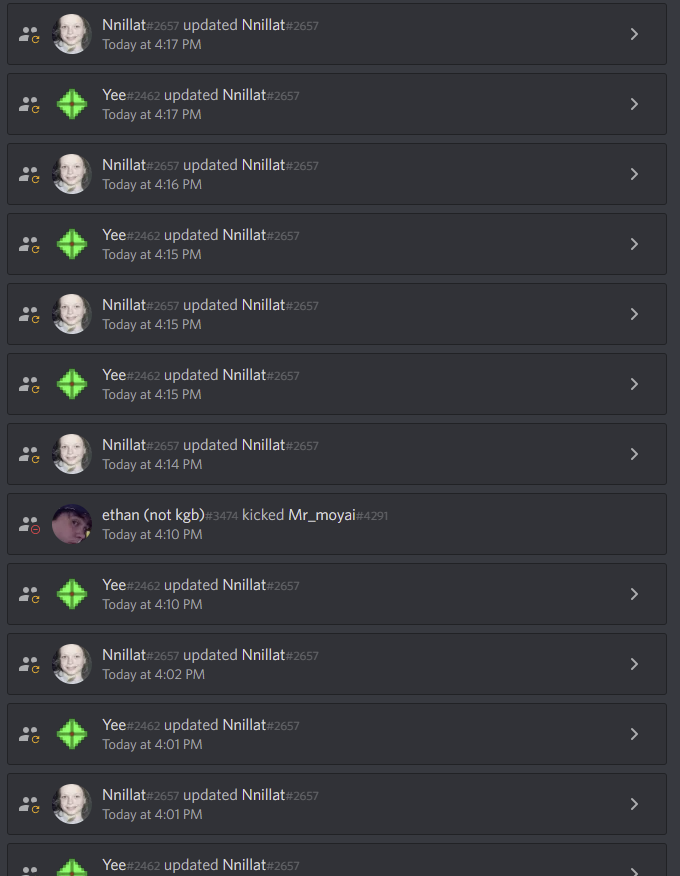 Nnillat#2657 updated Nnillat#2657
Today at 4:17 PM
Yee#2462 updated Nnillat#2657
Today at 4:17 PM
Nnillat#2657 updated Nnillat#2657
Today at 4:16 PM
Yee#2462 updated Nnillat#2657
Today at 4:15 PM
Nnillat#2657 updated Nnillat#2657
Today at 4:15 PM
Yee#2462 updated Nnillat#2657
Today at 4:15 PM
Nnillat#2657 updated Nnillat#2657
Today at 4:14 PM
ethan (not kgb)#3474 kicked Mr_moyai#4291
Today at 4:10 PM
Yee#2462 updated Nnillat#2657
Today at 4:10 PM
Nnillat#2657 updated Nnillat#2657
Today at 4:02 PM
Yee#2462 updated Nnillat#2657
Today at 4:01 PM
Nnillat#2657 updated Nnillat#2657
Today at 4:01 PM
Yee#2462 updated Nnillat#2657